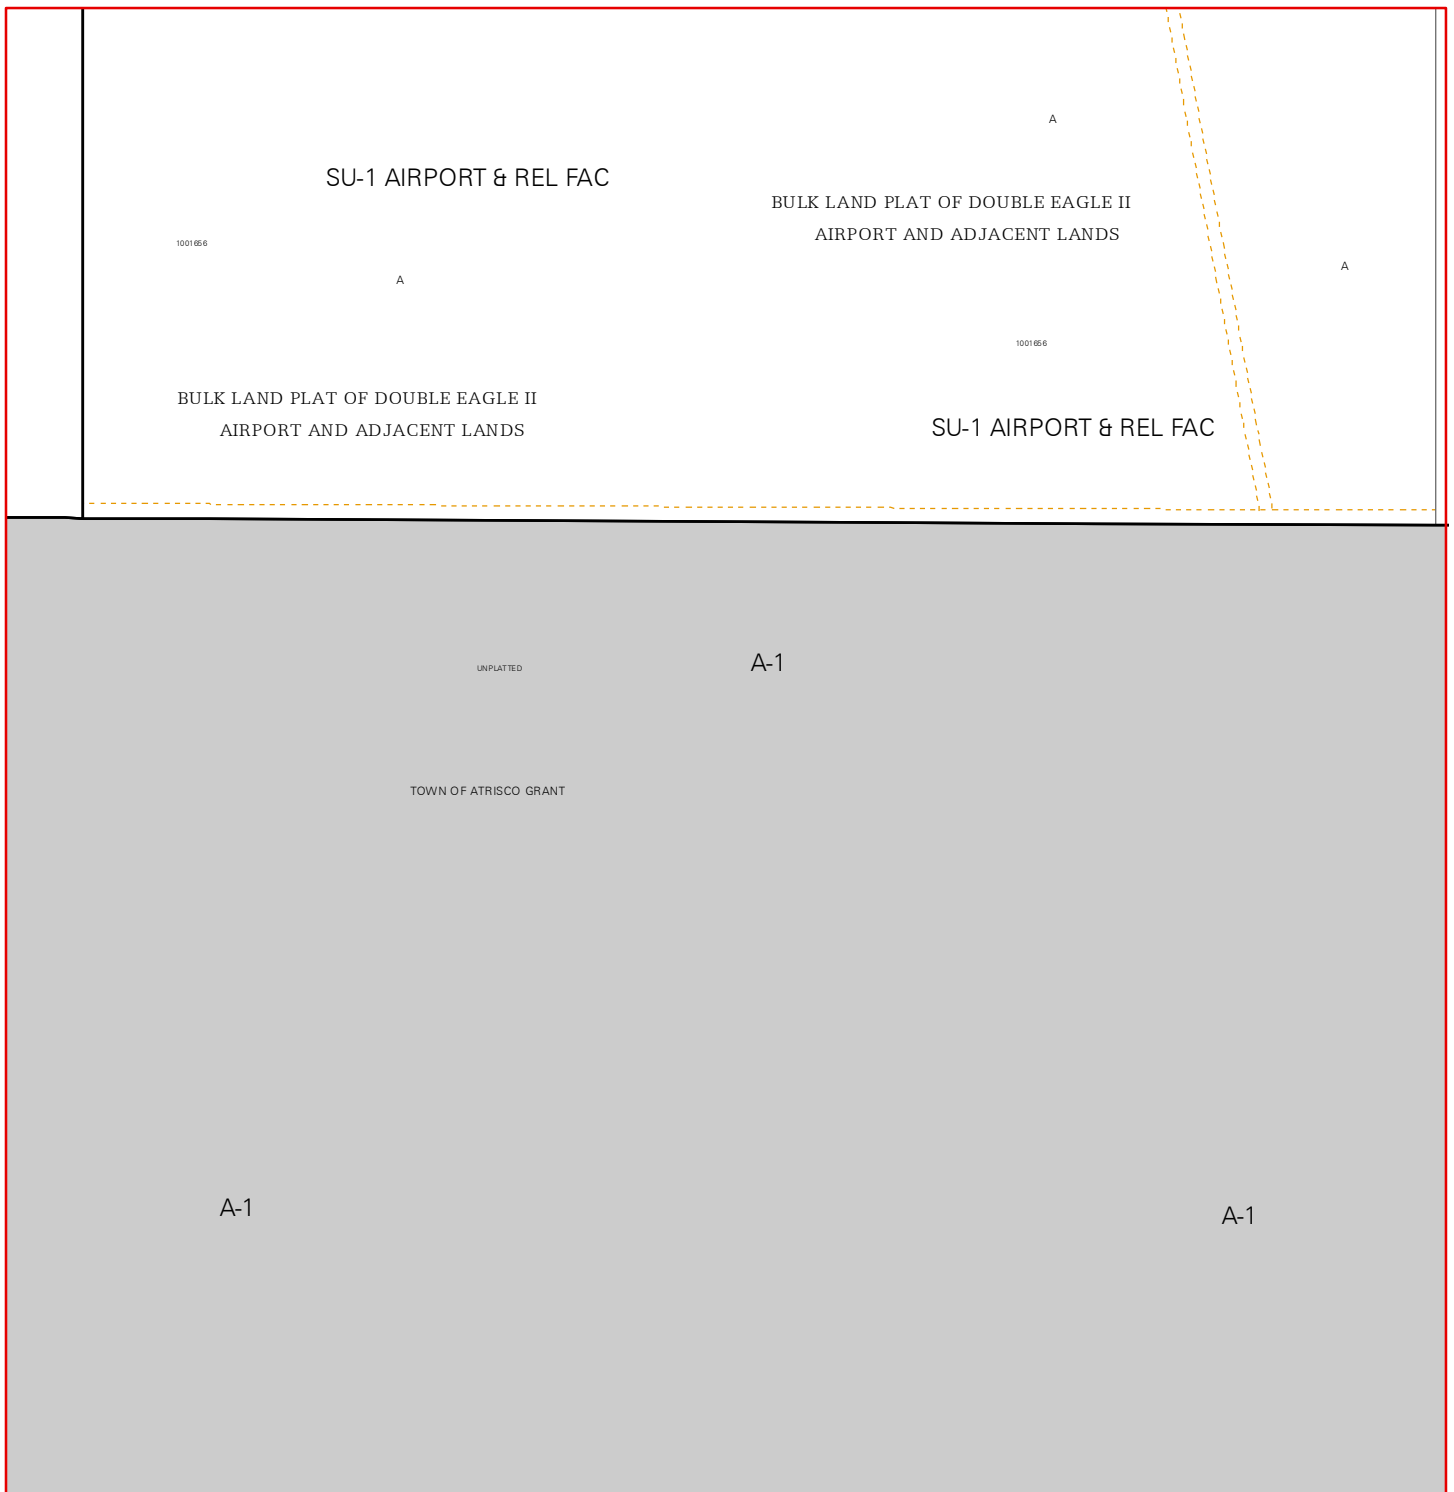 A
SU-1 AIRPORT & REL FAC
BULK LAND PLAT OF DOUBLE EAGLE II
AIRPORT AND ADJACENT LANDS
1001656
A
A
1001656
BULK LAND PLAT OF DOUBLE EAGLE II
AIRPORT AND ADJACENT LANDS
SU-1 AIRPORT & REL FAC
A-1
UNPLATTED
TOWN OF ATRISCO GRANT
A-1
A-1